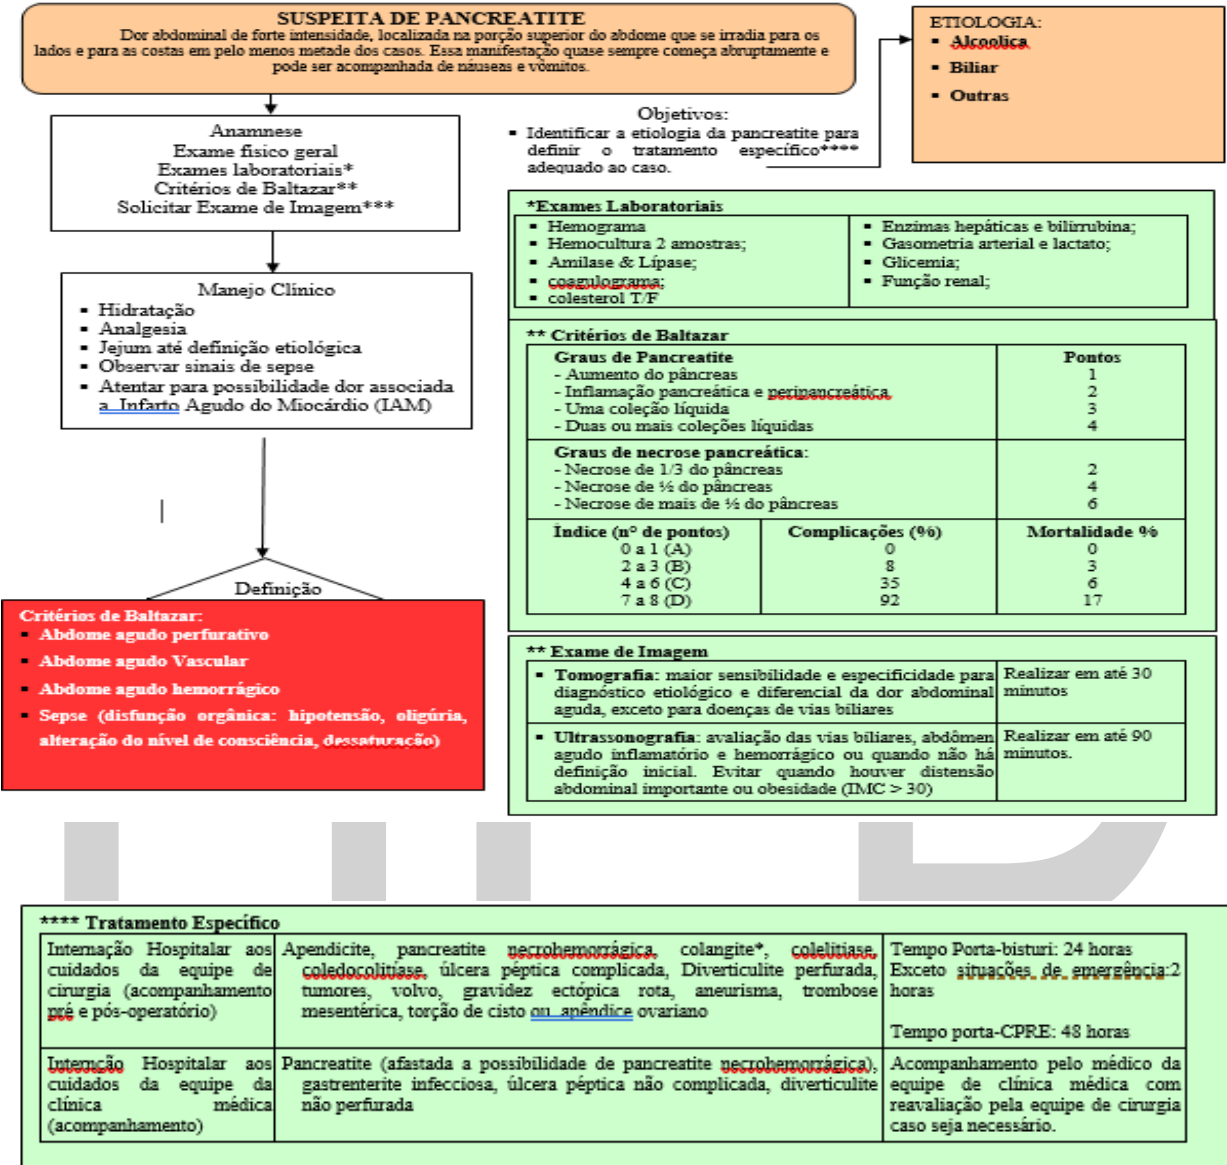 SUSPEITA DE PANCREATITE
Dor abdominal de forte intensidade, localizada na porção superior do abdome que se irradia para os
lados e para as costas em pelo menos metade dos casos. Essa manifestação quase sempre começa abruptamente e
pode ser acompanhada de náuseas e vômitos.
ETIOLOGIA:
▪ Alcoolica
▪ Biliar
▪ Outras
Anamnese
Exame fisico geral
Exames laboratoriais*
Critérios de Baltazar**
Solicitar Exame de Imagem***
Objetivos:
▪ Identificar a etiologia da pancreatite para
definir o tratamento específico****
adequado ao caso.
Manejo Clínico
▪ Hidratação
▪ Analgesia
▪ Jejum até definição etiológica
▪ Observar sinais de sepse
▪ Atentar para possibilidade dor associada
a Infarto Agudo do Miocárdio (IAM)
Definição
Critérios de Baltazar:
▪ Abdome agudo perfurativo
▪ Abdome agudo Vascular
▪ Abdome agudo hemorrágico
▪ Sepse (disfunção orgânica: hipotensão, oligúria,
alteração do nível de consciência, dessaturação)
*Exames Laboratoriais
▪ Hemograma
▪ Hemocultura 2 amostras;
▪ Amilase & Lípase;
▪ coagulograma;
▪ colesterol T/F
▪ Enzimas hepáticas e bilirrubina;
▪ Gasometria arterial e lactato;
▪ Glicemia;
▪ Função renal;
** Critérios de Baltazar
Graus de Pancreatite Pontos
- Aumento do pâncreas 1
- Inflamação pancreática e peripancreática 2
- Uma coleção líquida 3
- Duas ou mais coleções líquidas 4
Graus de necrose pancreática:
- Necrose de 1/3 do pâncreas 2
- Necrose de ½ do pâncreas 4
- Necrose de mais de ½ do pâncreas 6
Índice (nº de pontos) Complicações (%) Mortalidade %
0 a 1 (A) 0 0
2 a 3 (B) 8 3
4 a 6 (C) 35 6
7 a 8 (D) 92 17
** Exame de Imagem
▪ Tomografia: maior sensibilidade e especificidade para
diagnóstico etiológico e diferencial da dor abdominal
aguda, exceto para doenças de vias biliares
Realizar em até 30
minutos
▪ Ultrassonografia: avaliação das vias biliares, abdômen
agudo inflamatório e hemorrágico ou quando não há
definição inicial. Evitar quando houver distensão
abdominal importante ou obesidade (IMC > 30)
Realizar em até 90
minutos.
**** Tratamento Específico
Internação Hospitalar aos
cuidados da equipe de
cirurgia (acompanhamento
pré e pós-operatório)
Apendicite, pancreatite necrohemorrágica, colangite*, colelitiase,
coledocolitíase, úlcera péptica complicada, Diverticulite perfurada,
tumores, volvo, gravidez ectópica rota, aneurisma, trombose
mesentérica, torção de cisto ou apêndice ovariano
Tempo Porta-bisturi: 24 horas
Exceto situações de emergência:2
horas
Tempo porta-CPRE: 48 horas
Internção Hospitalar aos
cuidados da equipe da
clínica médica
(acompanhamento)
Pancreatite (afastada a possibilidade de pancreatite necrohemorrágica),
gastrenterite infecciosa, úlcera péptica não complicada, diverticulite
não perfurada
Acompanhamento pelo médico da
equipe de clínica médica com
reavaliação pela equipe de cirurgia
caso seja necessário.